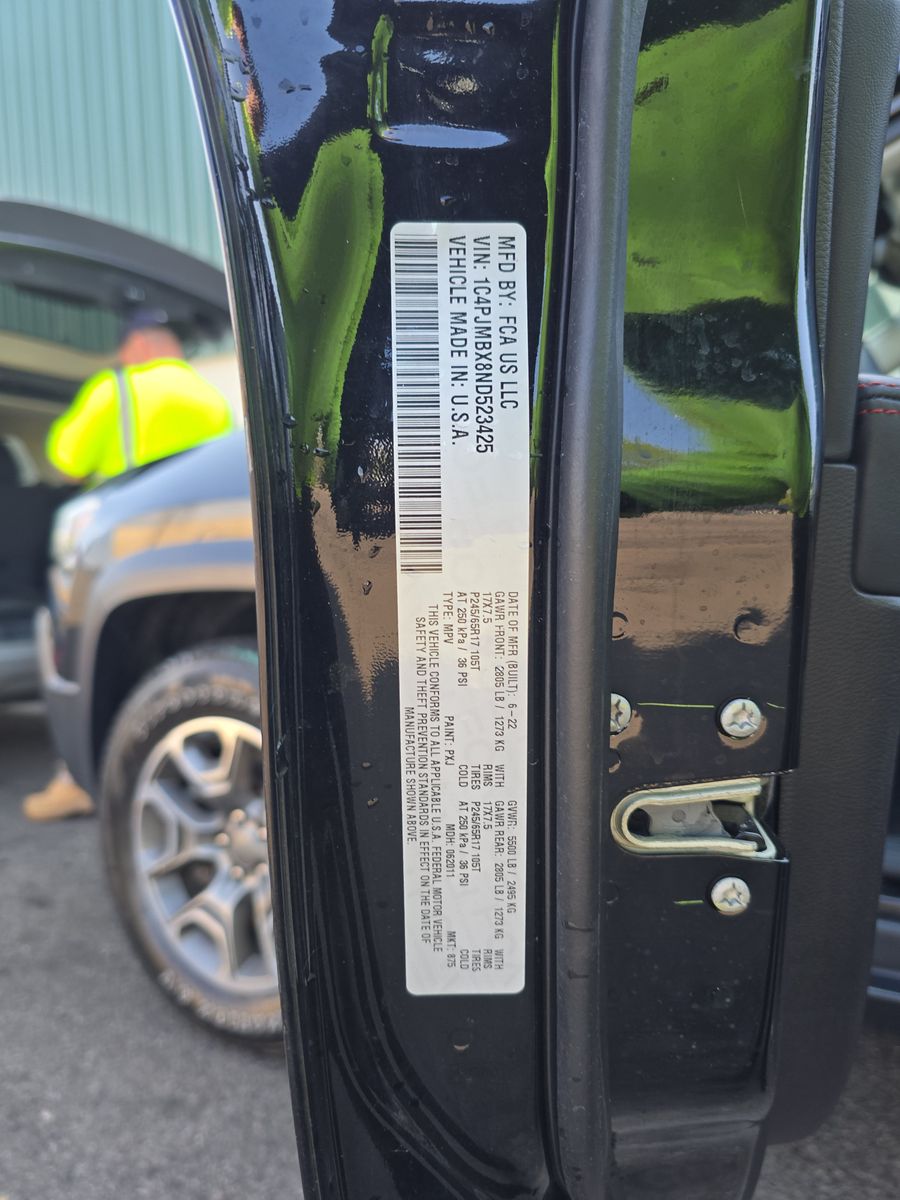 MFD BY: FCA US LLC
VIN: 1C4PJMBX8ND523425
VEHICLE MADE IN: U.S.A.
DATE OF MFR (BUILT): 6-22 GVWR: 5500 LB / 2495 KG
GAWR FRONT: 2805 LB / 1273 KG WITH GAWR REAR: 2805 LB / 1273 KG WITH
17X7.5 RIMS 17X7.5 RIMS
P245/65R17 105T TIRES P245/65R17 105T TIRES
AT 250 kPa / 36 PSI COLD AT 250 kPa / 36 PSI COLD
TYPE: MPV PAINT: PXJ MDH: 062011 MKT: 875
THIS VEHICLE CONFORMS TO ALL APPLICABLE U.S.A. FEDERAL MOTOR VEHICLE
SAFETY AND THEFT PREVENTION STANDARDS IN EFFECT ON THE DATE OF
MANUFACTURE SHOWN ABOVE.